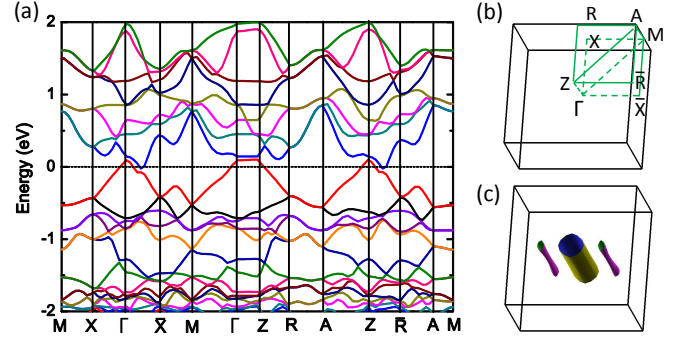 (a)
2
1
0
-1
-2
Energy (eV)
M X Γ X̄ M Γ Z R A Z R̄ A M
(b)
R A
X M
Z R̄
Γ X̄
(c)